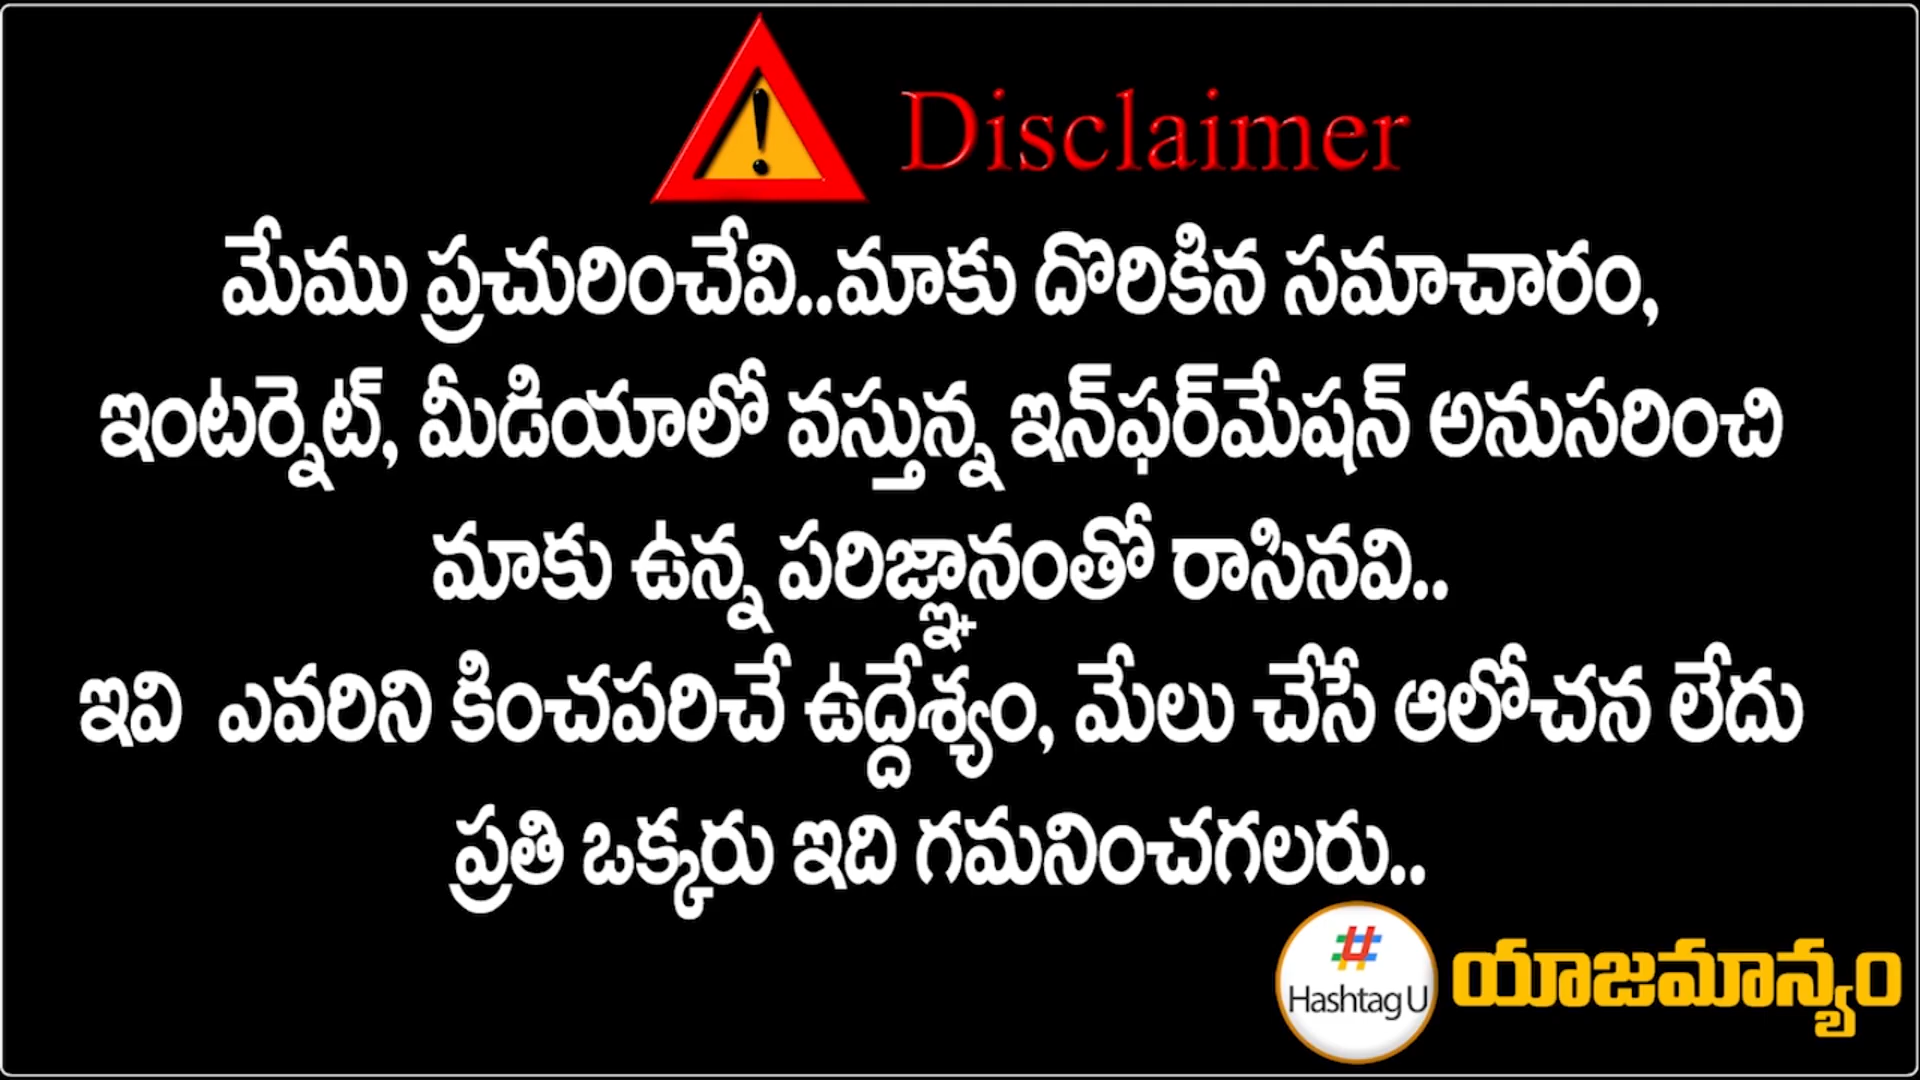 Disclaimer
మేము ప్రచురించేవి..మాకు దొరికిన సమాచారం,
ఇంటర్నెట్, మీడియాలో వస్తున్న ఇన్‌ఫర్‌మేషన్ అనుసరించి
మాకు ఉన్న పరిజ్ఞానంతో రాసినవి..
ఇవి ఎవరిని కించపరిచే ఉద్దేశ్యం, మేలు చేసే ఆలోచన లేదు
ప్రతి ఒక్కరు ఇది గమనించగలరు..
# Hashtag U యాజమాన్యం